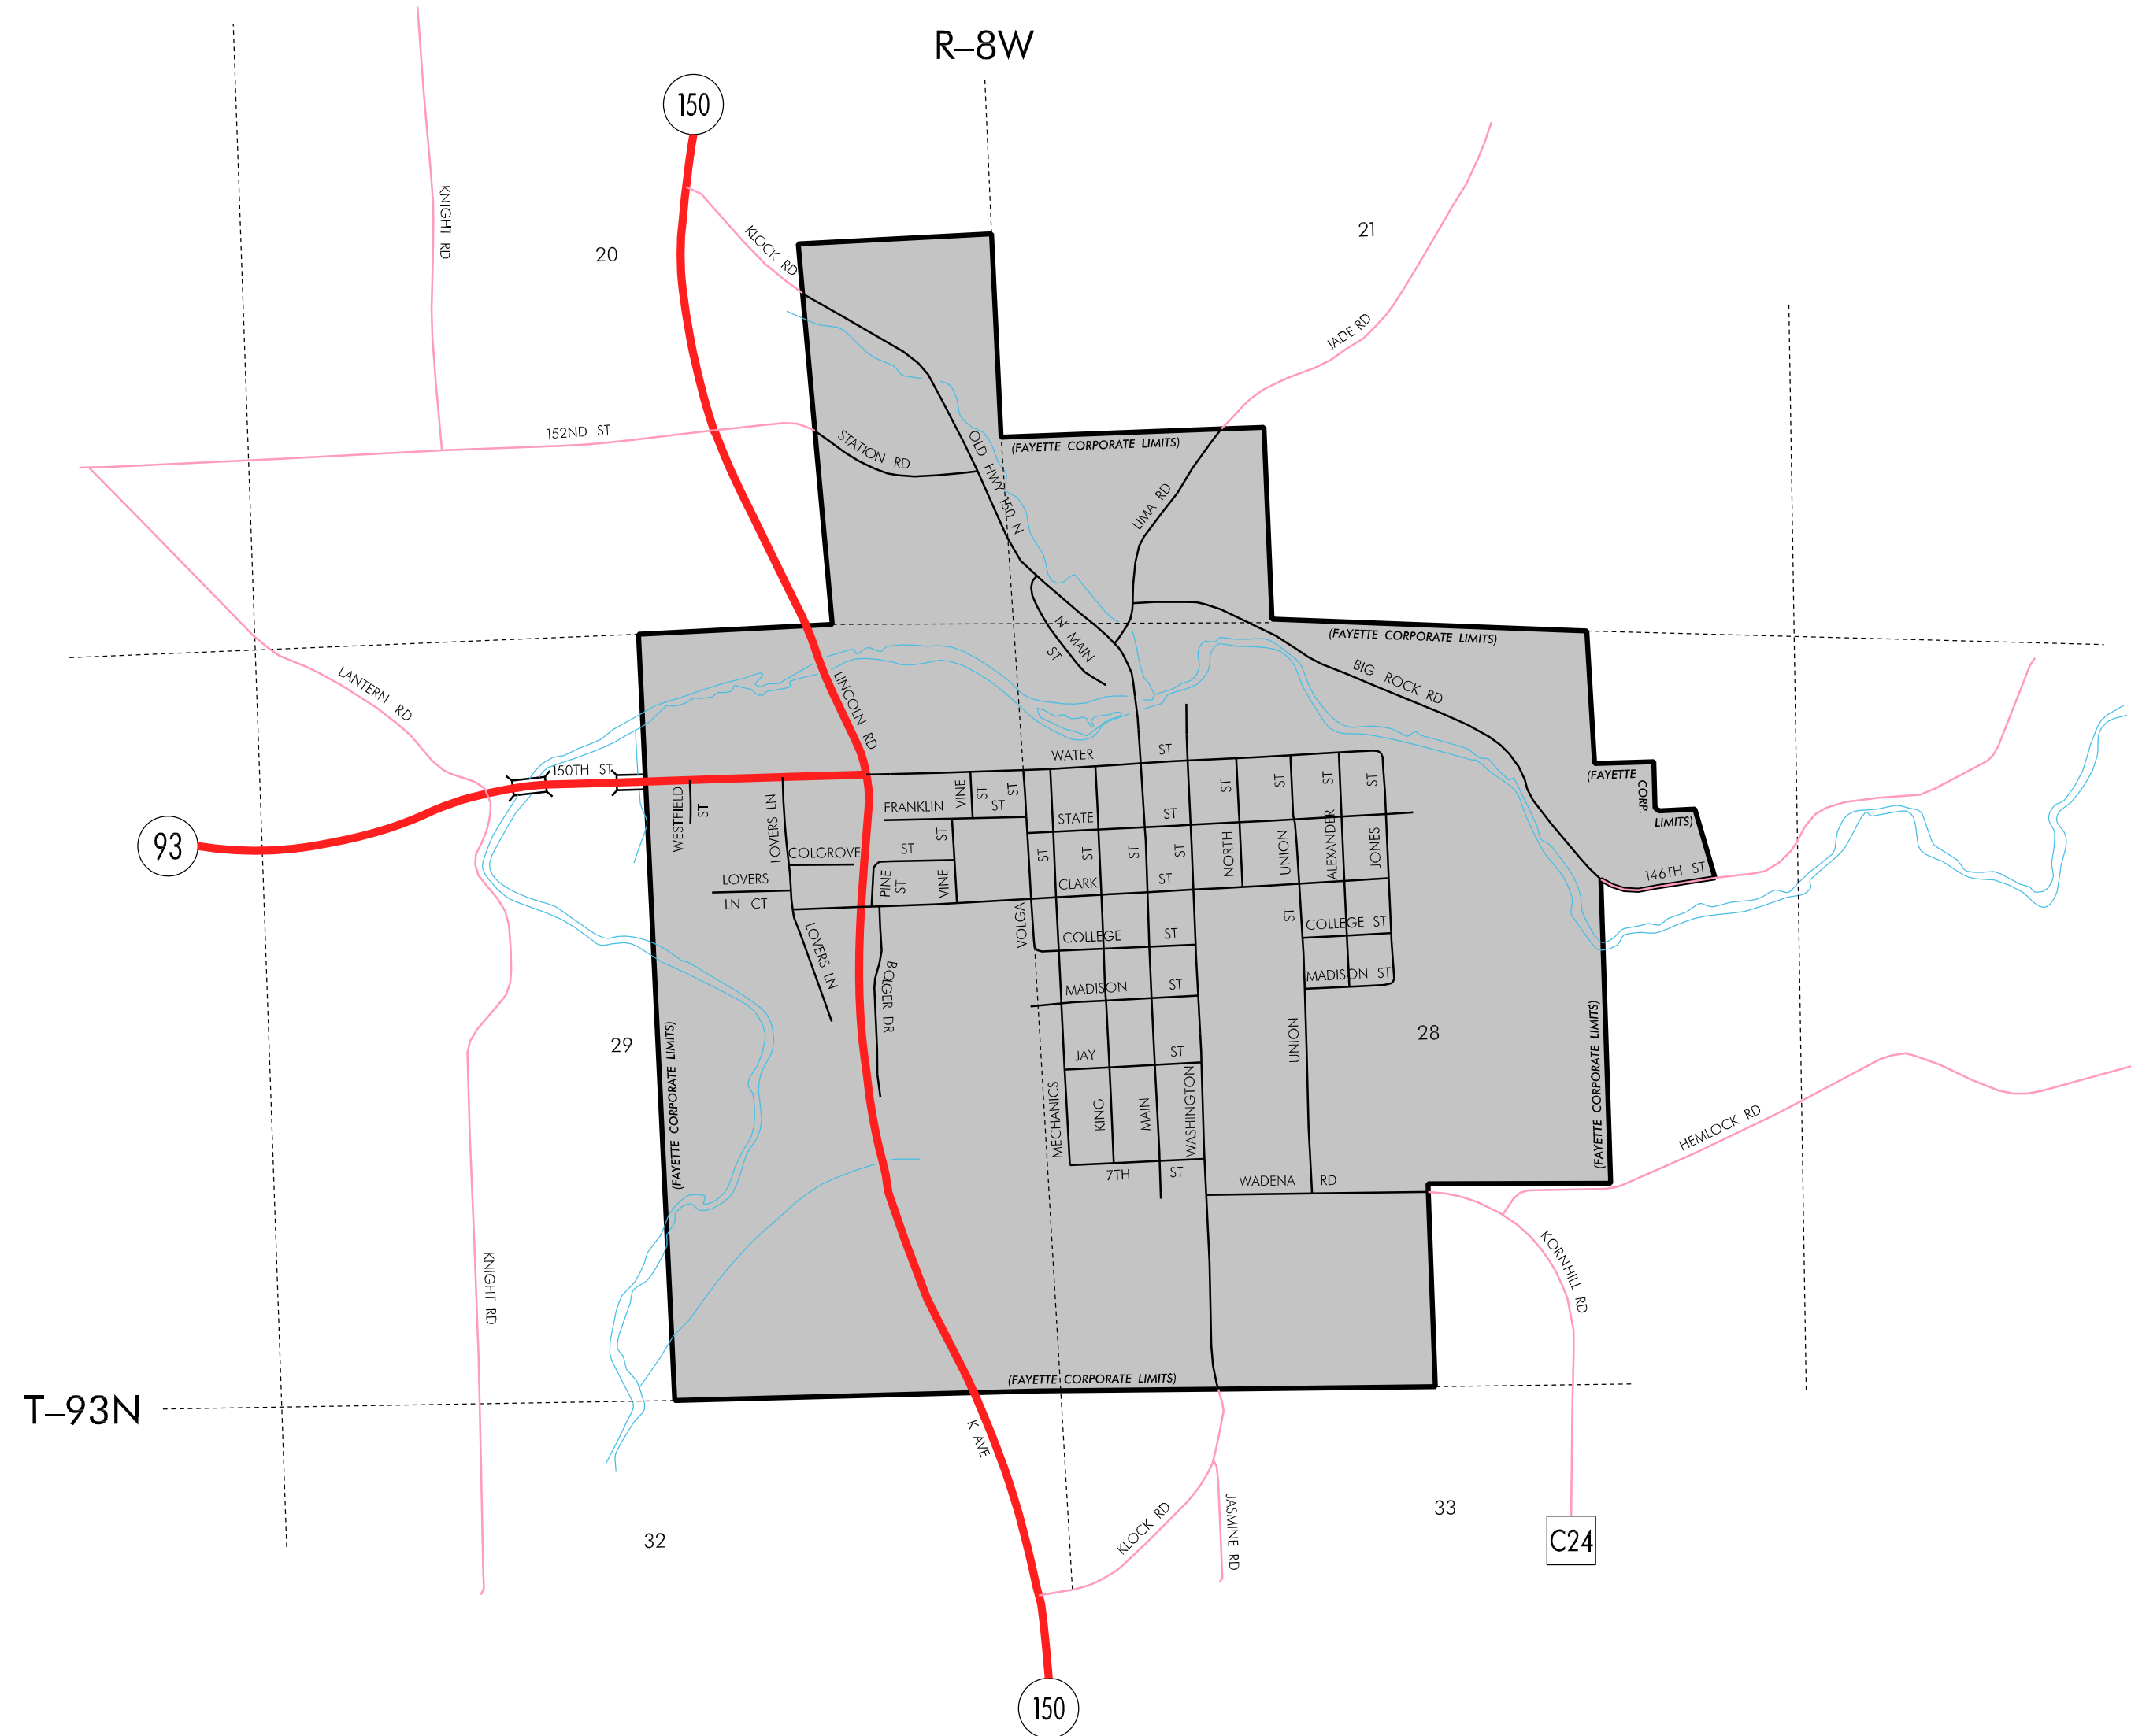 R–8W
150
KNIGHT RD
20
KLOCK RD
21
JADE RD
152ND ST
STATION RD
OLD HWY 150 N
(FAYETTE CORPORATE LIMITS)
LIMA RD
N MAIN
ST
(FAYETTE CORPORATE LIMITS)
BIG ROCK RD
LANTERN RD
LINCOLN RD
150TH ST
WATER ST
(FAYETTE
CORP.
LIMITS)
93
WESTFIELD
ST
LOVERS LN
FRANKLIN ST
VINE
ST
ST
STATE ST
ST
ST
ST
ST
COLGROVE ST
ST
PINE
ST
VINE
LOVERS
LN CT
CLARK ST
ST
ST
ST
ST
NORTH
UNION
ALEXANDER
JONES
146TH ST
LOVERS LN
BOLGER DR
VOLGA
COLLEGE ST
ST
COLLEGE ST
MADISON ST
MADISON ST
29
28
(FAYETTE CORPORATE LIMITS)
(FAYETTE CORPORATE LIMITS)
JAY ST
UNION
MECHANICS
KING
MAIN
WASHINGTON
7TH ST
WADENA RD
HEMLOCK RD
KORNHILL RD
KNIGHT RD
(FAYETTE CORPORATE LIMITS)
T–93N
K AVE
KLOCK RD
JASMINE RD
32
33
C24
150